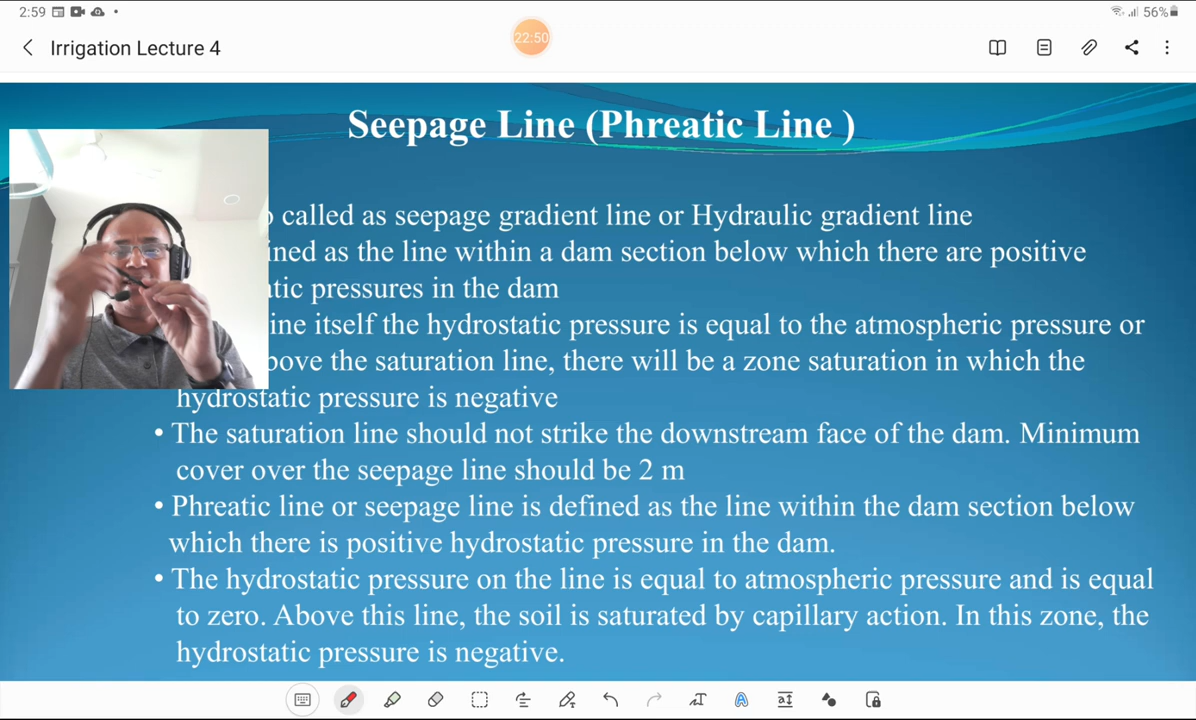 2:59
56%
Irrigation Lecture 4
22:50
Seepage Line (Phreatic Line )
called as seepage gradient line or Hydraulic gradient line
as the line within a dam section below which there are positive
pressures in the dam
itself the hydrostatic pressure is equal to the atmospheric pressure or
the saturation line, there will be a zone saturation in which the
hydrostatic pressure is negative
• The saturation line should not strike the downstream face of the dam. Minimum
cover over the seepage line should be 2 m
• Phreatic line or seepage line is defined as the line within the dam section below
which there is positive hydrostatic pressure in the dam.
• The hydrostatic pressure on the line is equal to atmospheric pressure and is equal
to zero. Above this line, the soil is saturated by capillary action. In this zone, the
hydrostatic pressure is negative.